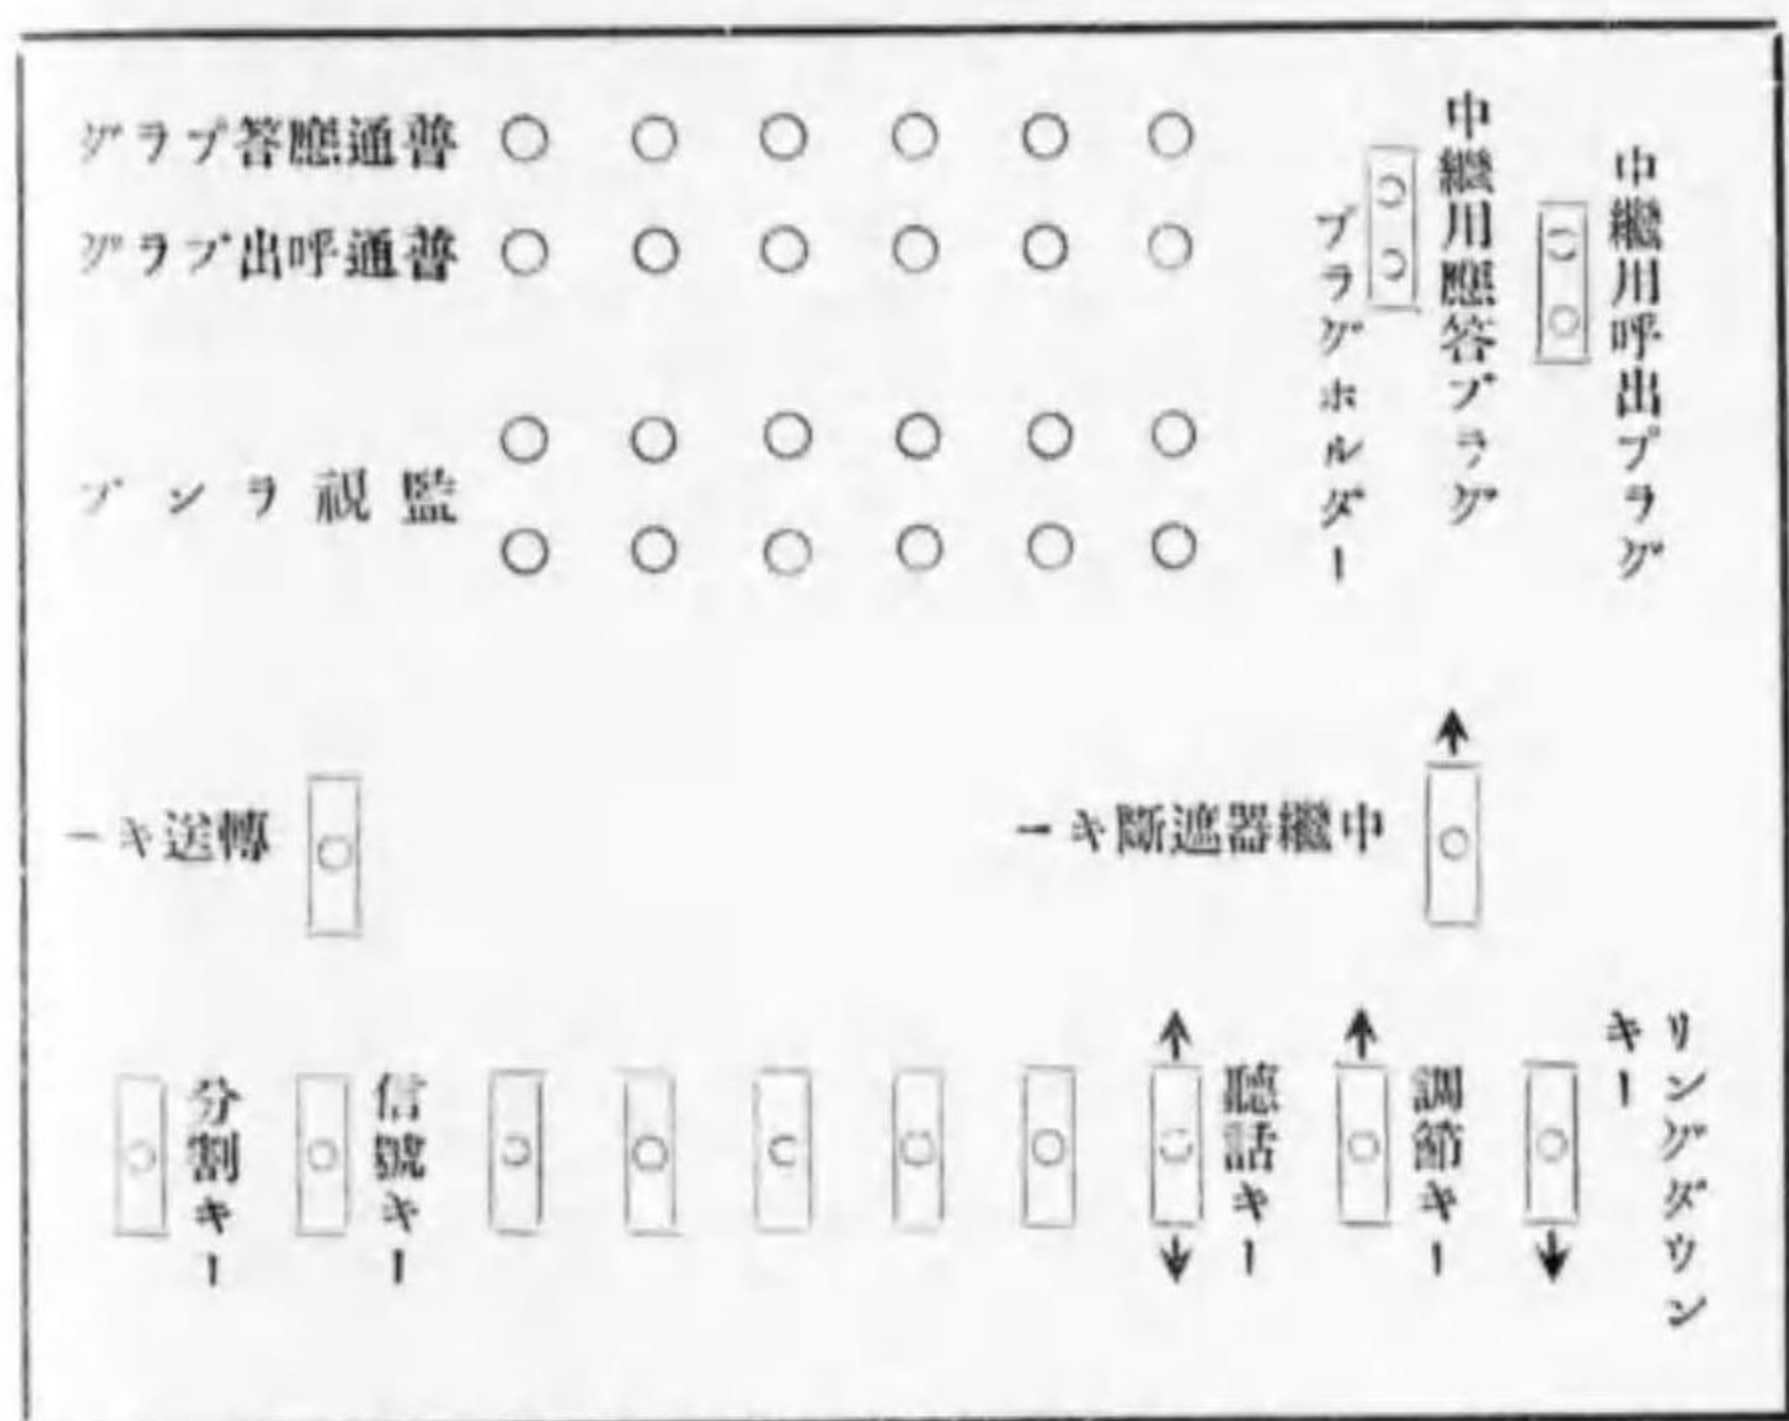 中繼用呼出プラグ
中繼用應答プラグ
プラグホルダー
普通應答プラグ
普通呼出プラグ
監視ランプ
中繼器遮斷キー
轉送キー
リングダウン
キー
調節キー
聽話キー
信號キー
分割キー